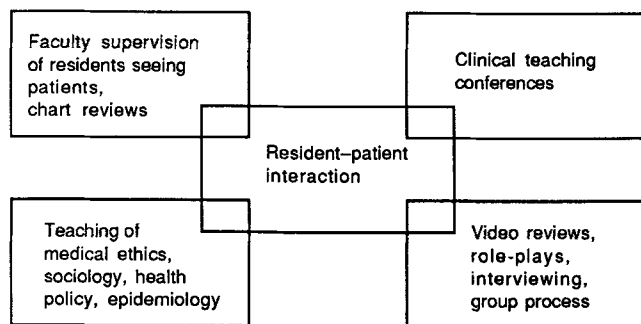 Faculty supervision
of residents seeing
patients,
chart reviews
Clinical teaching
conferences
Resident–patient
interaction
Teaching of
medical ethics,
sociology, health
policy, epidemiology
Video reviews,
role-plays,
interviewing,
group process